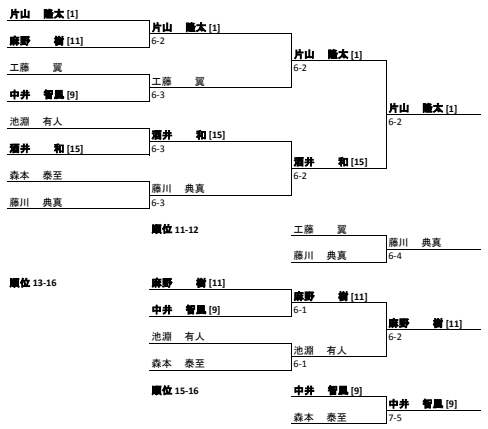 片山 隆太 [1]
片山 隆太 [1]
麻野 樹 [11]
6-2
片山 隆太 [1]
工藤 翼
6-2
工藤 翼
中井 智風 [9]
6-3
片山 隆太 [1]
池淵 有人
6-2
酒井 和 [15]
酒井 和 [15]
6-3
酒井 和 [15]
森本 泰至
6-2
藤川 典真
藤川 典真
6-3
順位 11-12
工藤 翼
藤川 典真
藤川 典真
6-4
順位 13-16
麻野 樹 [11]
麻野 樹 [11]
中井 智風 [9]
6-1
麻野 樹 [11]
池淵 有人
6-2
池淵 有人
森本 泰至
6-1
順位 15-16
中井 智風 [9]
中井 智風 [9]
森本 泰至
7-5